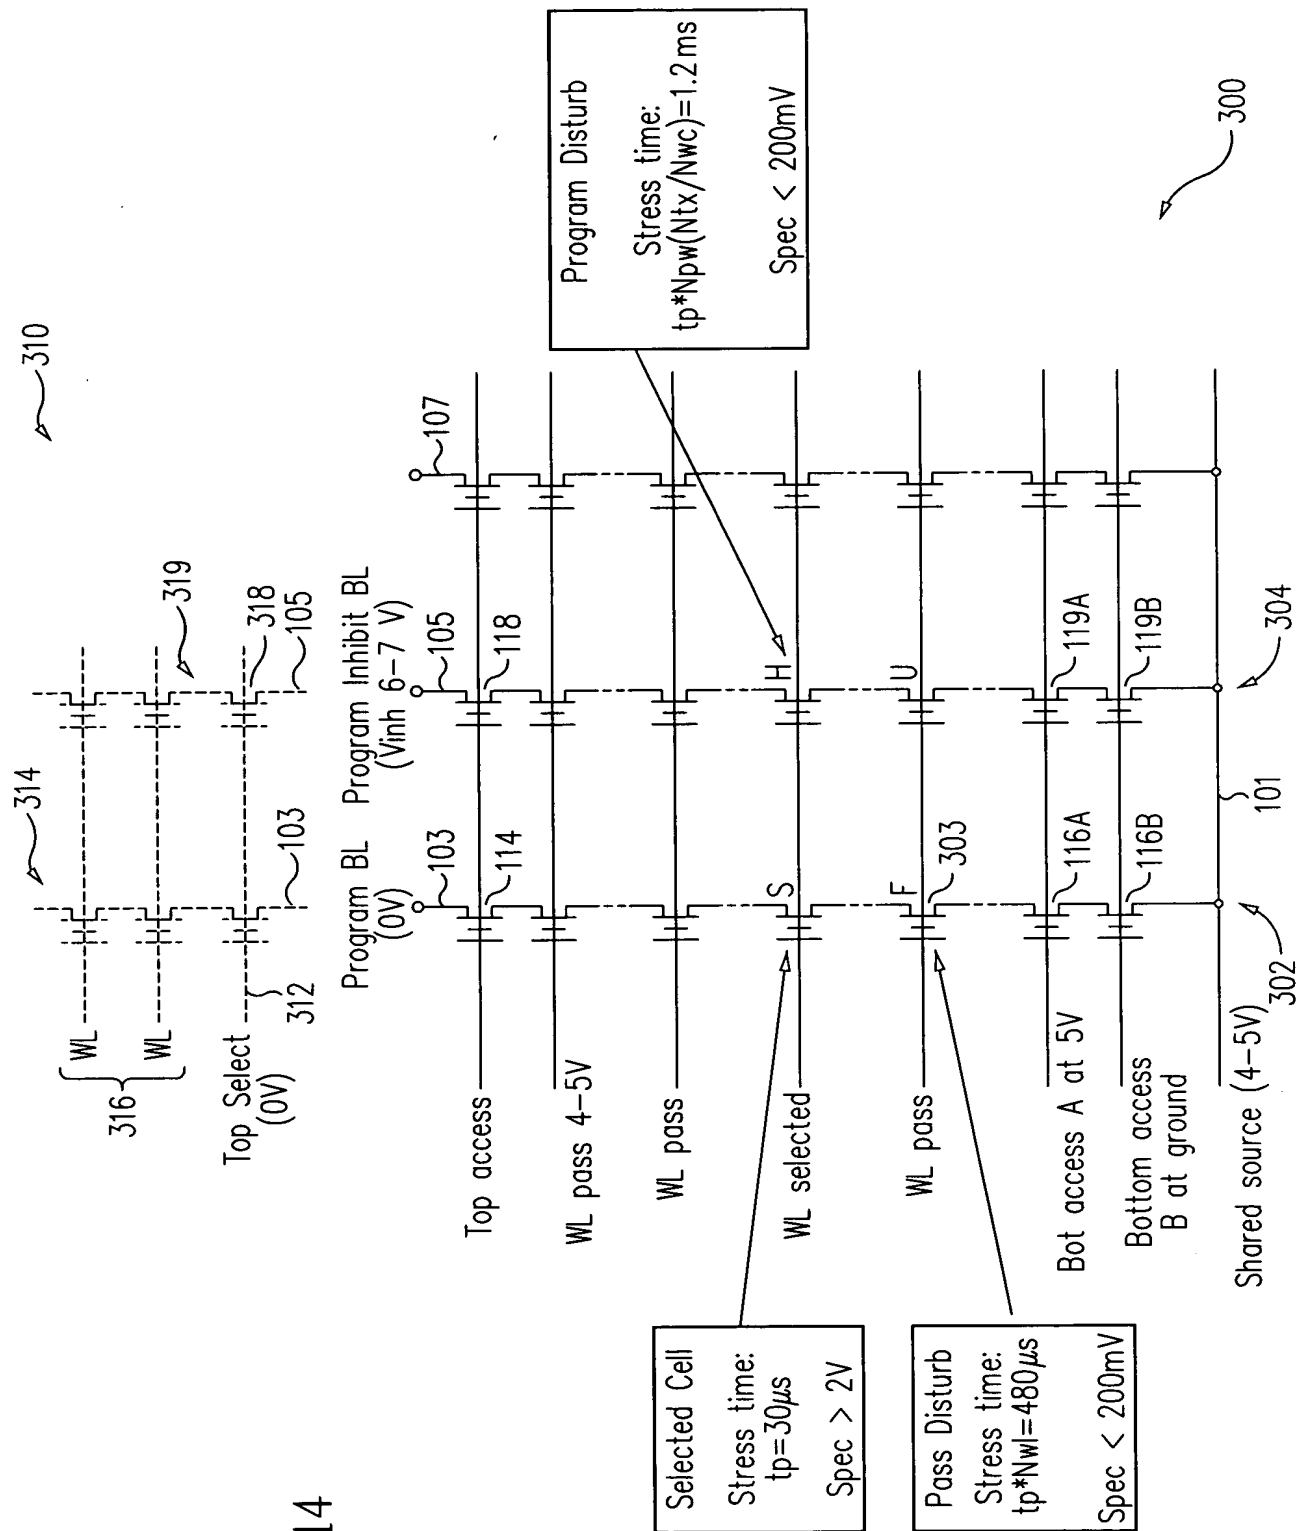 310
314
319
318
105
316
WL
WL
Top Select
(0V)
312
103
Program BL
(0V)
Program Inhibit BL
(Vinh 6-7 V)
103
105
107
114
118
Top access
WL pass 4-5V
WL pass
WL selected
WL pass
Bot access A at 5V
Bottom access
B at ground
Shared source (4-5V)
S
H
F
U
303
116A
116B
119A
119B
101
302
304
300
Program Disturb
Stress time:
tp*Npw(Ntx/Nwc)=1.2ms
Spec < 200mV
Selected Cell
Stress time:
tp=30μs
Spec > 2V
Pass Disturb
Stress time:
tp*Nwl=480μs
Spec < 200mV
14